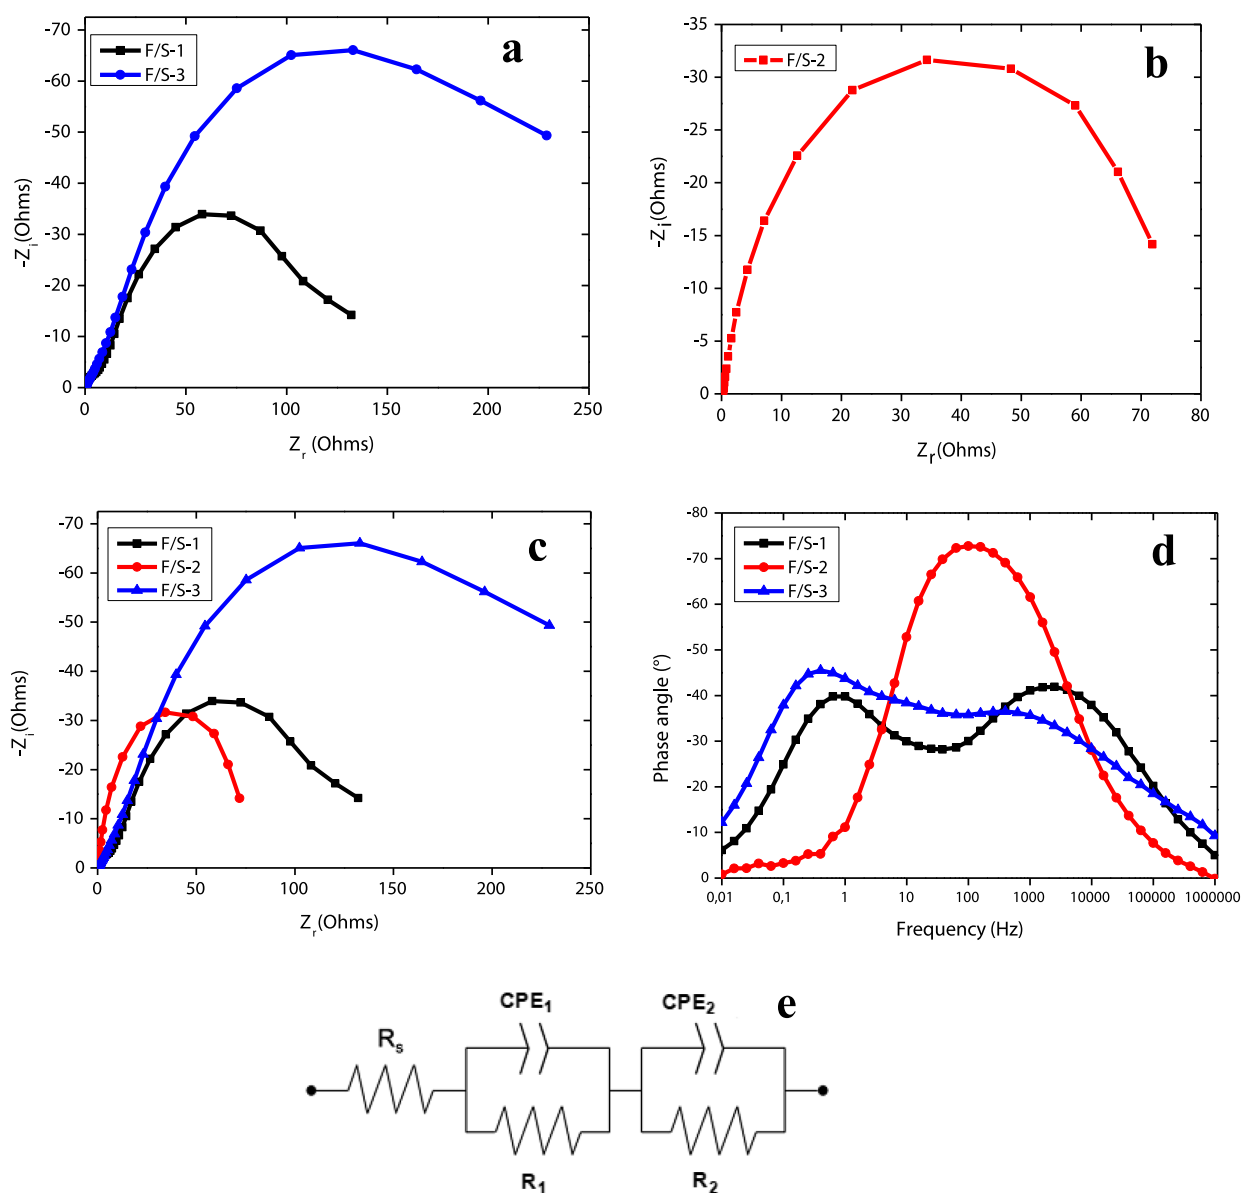 a
F/S-1
F/S-3
-70
-60
-50
-40
-30
-20
-10
0
-Zi(Ohms)
0 50 100 150 200 250
Zr (Ohms)
b
F/S-2
-35
-30
-25
-20
-15
-10
-5
0
-Zi(Ohms)
0 10 20 30 40 50 60 70 80
Zr(Ohms)
c
F/S-1
F/S-2
F/S-3
-70
-60
-50
-40
-30
-20
-10
0
-Zi(Ohms)
0 50 100 150 200 250
Zr(Ohms)
d
F/S-1
F/S-2
F/S-3
-80
-70
-60
-50
-40
-30
-20
-10
0
Phase angle (°)
0,01 0,1 1 10 100 1000 10000 100000 1000000
Frequency (Hz)
e
CPE1 CPE2
Rs
R1 R2